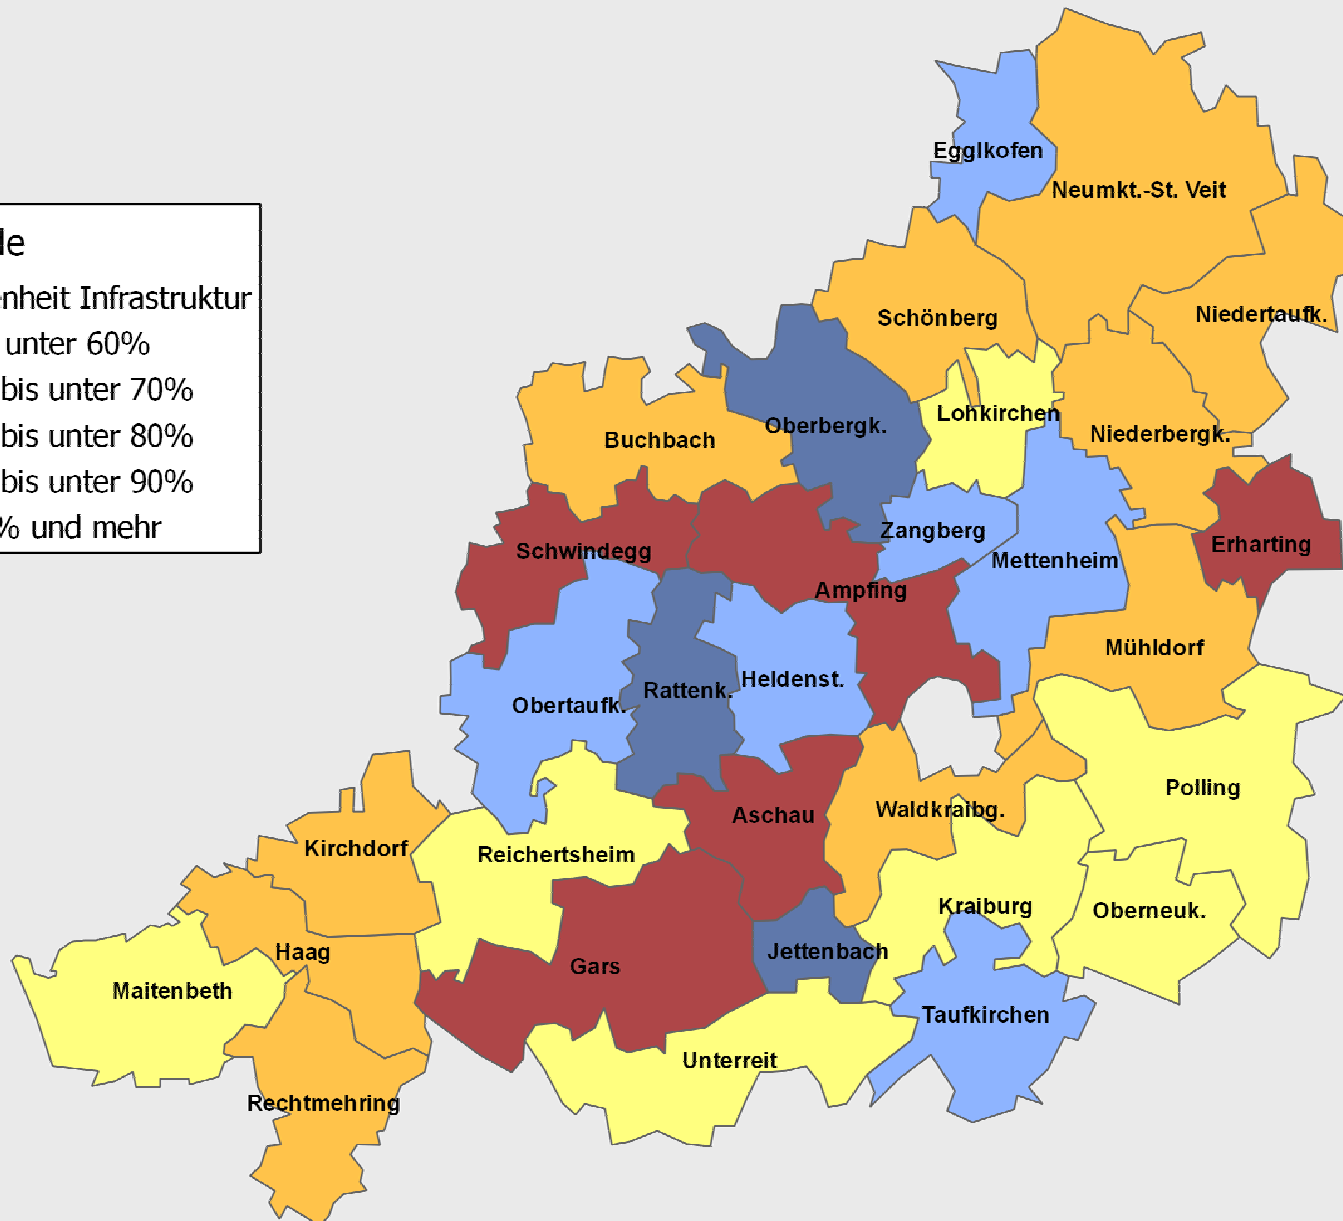 de
enheit Infrastruktur
unter 60%
bis unter 70%
bis unter 80%
bis unter 90%
% und mehr
Egglkofen
Neumkt.-St. Veit
Niedertaufk.
Schönberg
Lohkirchen
Oberbergk.
Niederbergk.
Buchbach
Zangberg
Erharting
Schwindegg
Mettenheim
Ampfing
Mühldorf
Heldenst.
Rattenk.
Obertaufk.
Polling
Waldkraibg.
Aschau
Kirchdorf
Reichertsheim
Kraiburg
Oberneuk.
Haag
Jettenbach
Gars
Maitenbeth
Taufkirchen
Unterreit
Rechtmehring